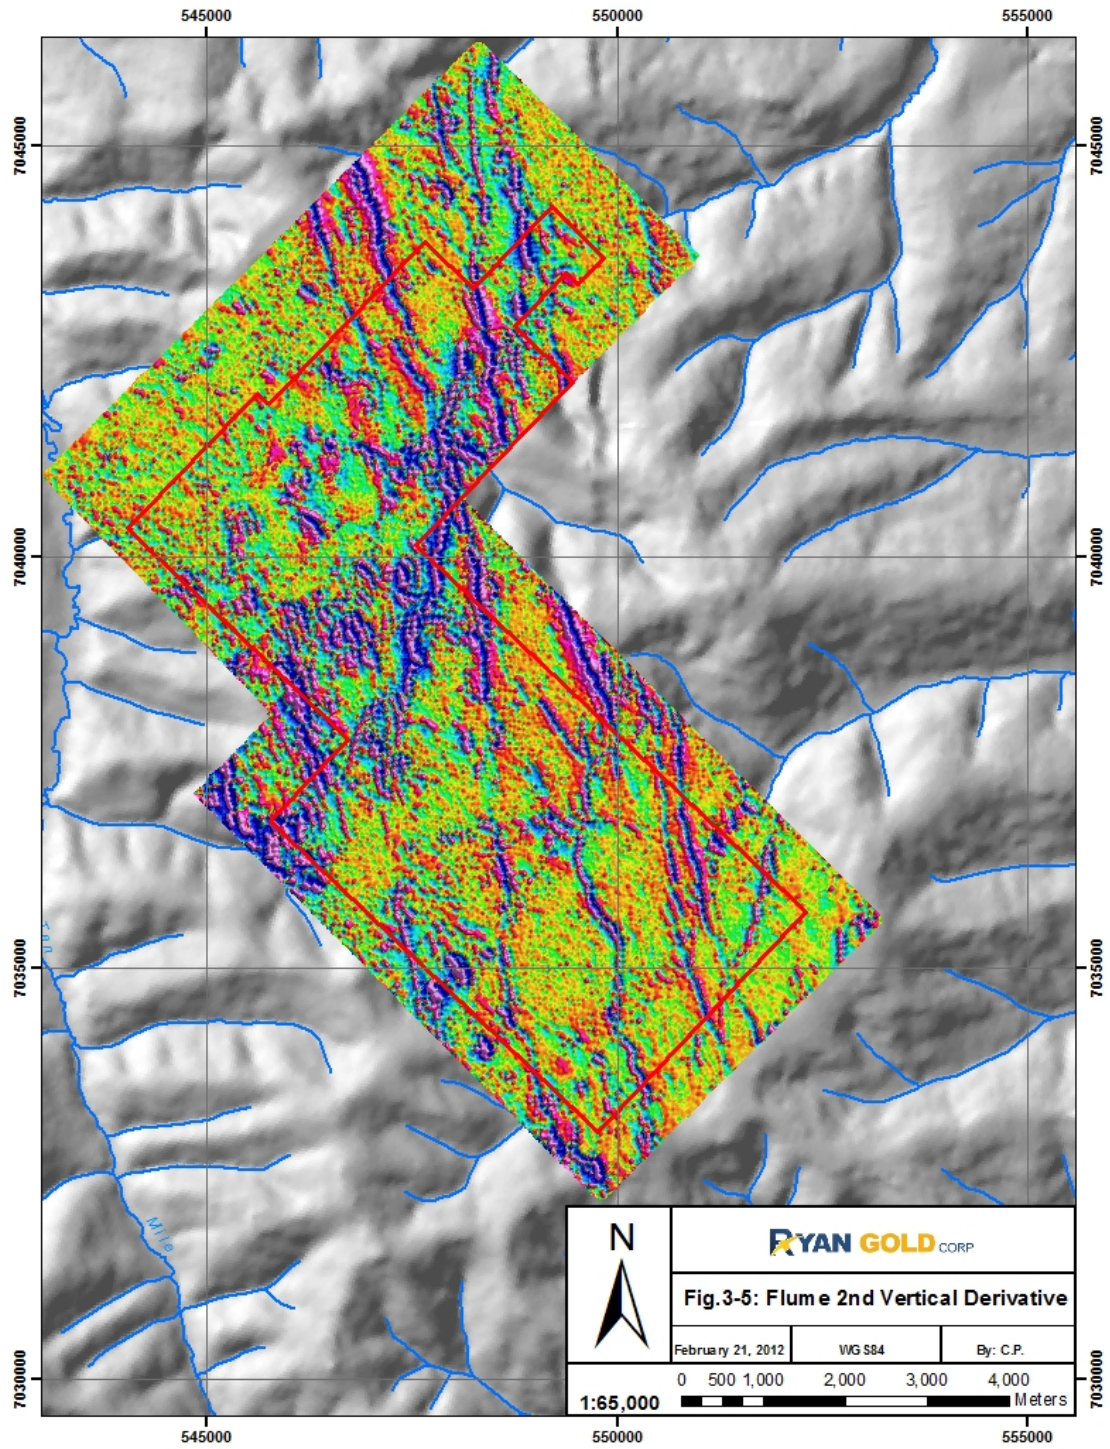 545000 550000 555000
7045000 7045000
7040000 7040000
7035000 7035000
7030000 7030000
Ten
Mile
N
RYAN GOLD CORP
Fig.3-5: Flume 2nd Vertical Derivative
February 21, 2012 WGS84 By: C.P.
0 500 1,000 2,000 3,000 4,000
1:65,000 Meters
545000 550000 555000